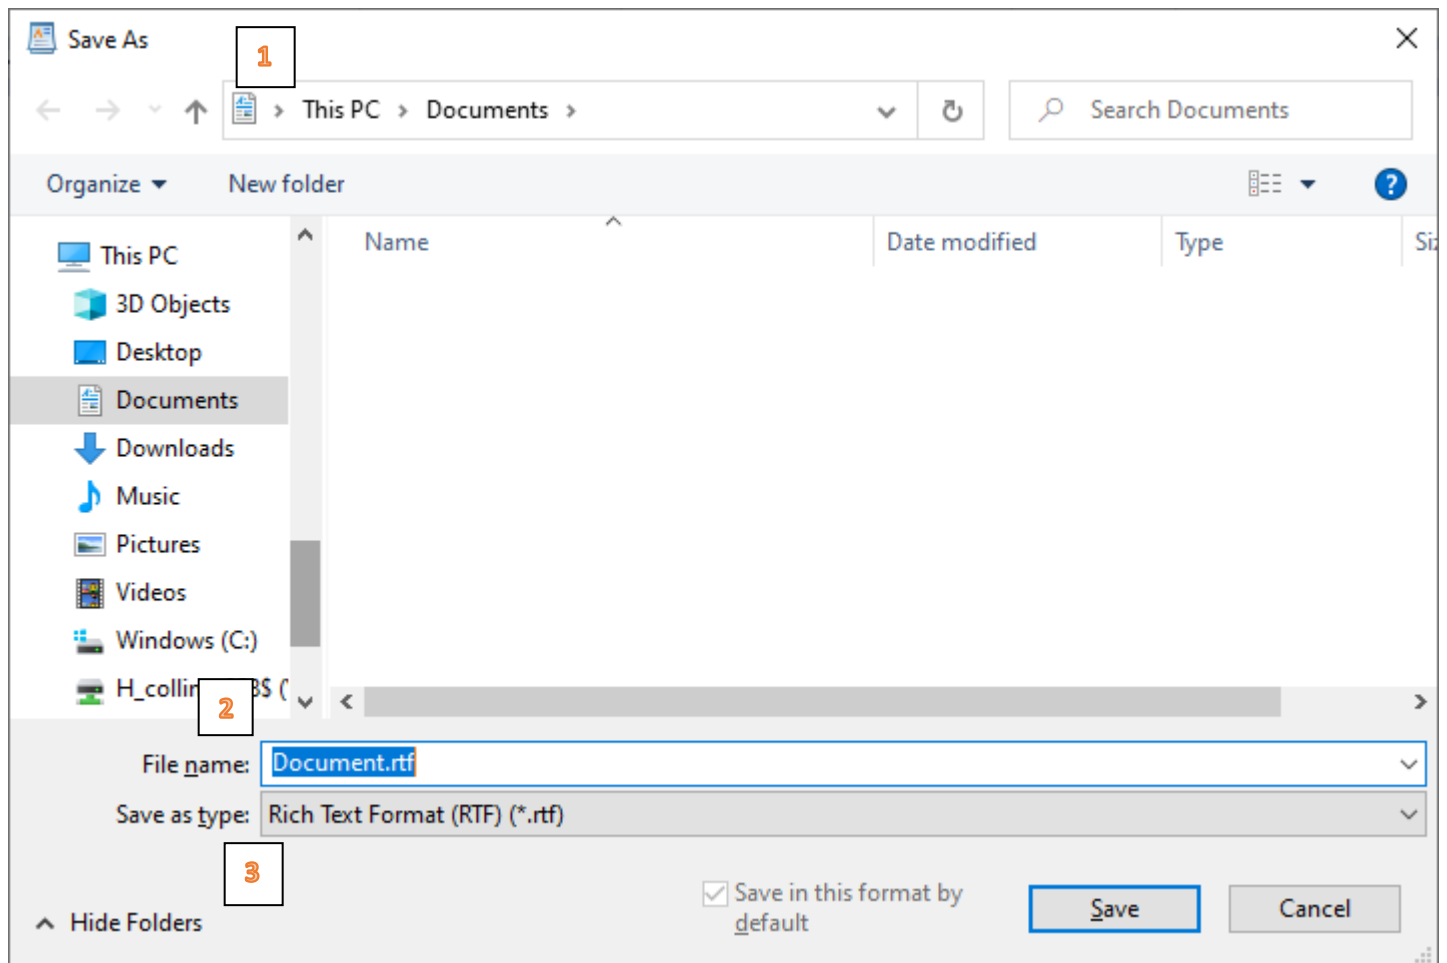 Save As
1
This PC > Documents >
Search Documents
Organize
New folder
?
Name
Date modified
Type
This PC
3D Objects
Desktop
Documents
Downloads
Music
Pictures
Videos
Windows (C:)
2
File name: Document.rtf
Save as type: Rich Text Format (RTF) (*.rtf)
3
Save in this format by
default
Save
Cancel
Hide Folders